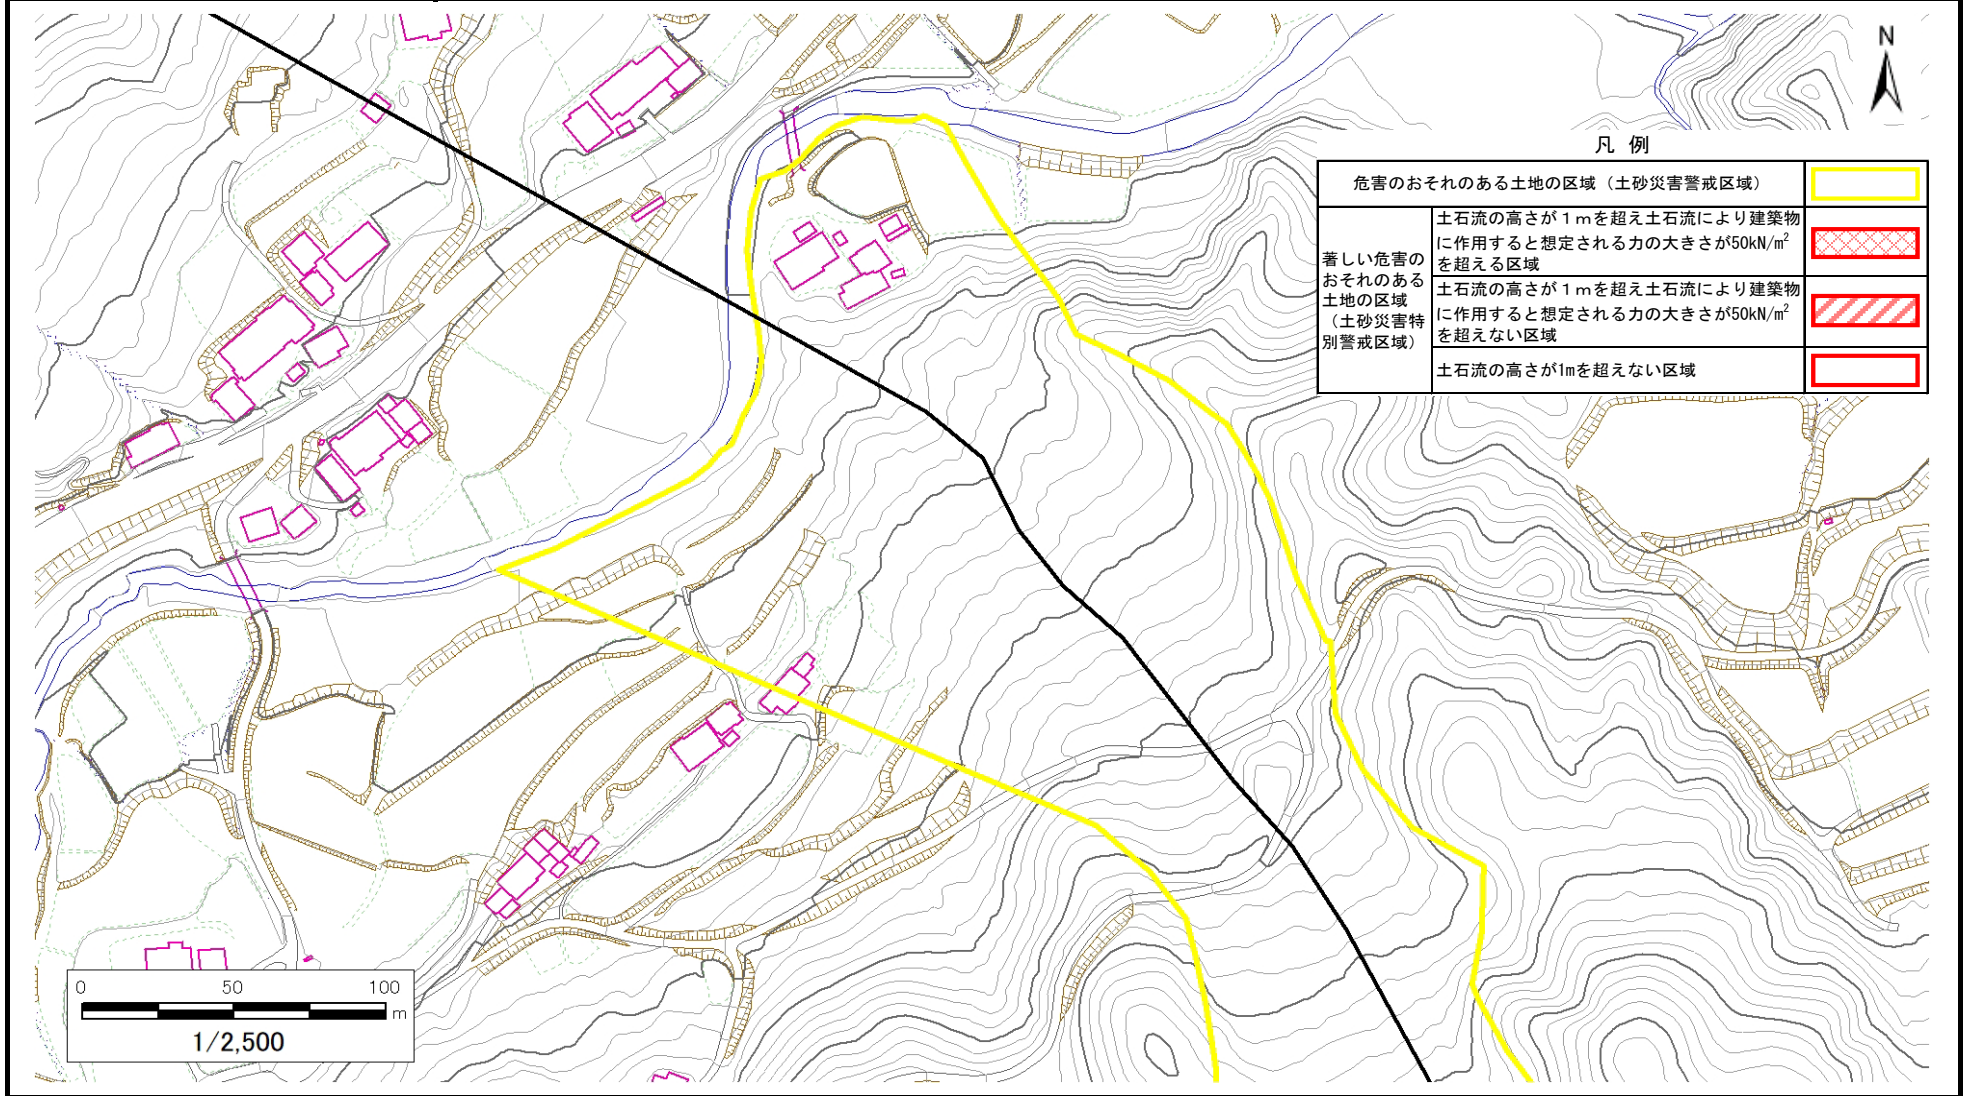 N
凡 例
危害のおそれのある土地の区域（土砂災害警戒区域）
著しい危害の
おそれのある
土地の区域
（土砂災害特
別警戒区域）
土石流の高さが１ｍを超え土石流により建築物
に作用すると想定される力の大きさが50kN/m²
を超える区域
土石流の高さが１ｍを超え土石流により建築物
に作用すると想定される力の大きさが50kN/m²
を超えない区域
土石流の高さが1mを超えない区域
0 50 100
m
1/2,500